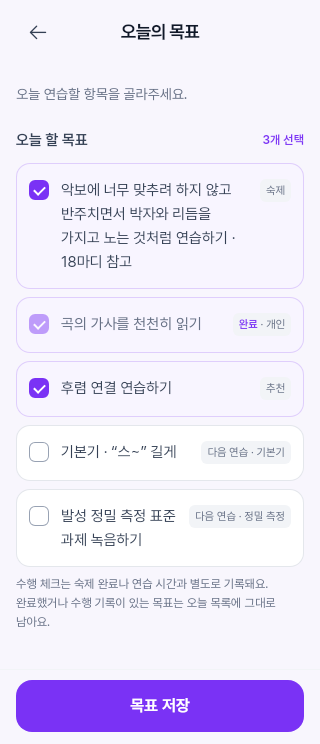 오늘의 목표
오늘 연습할 항목을 골라주세요.
오늘 할 목표
3개 선택
악보에 너무 맞추려 하지 않고
반주치면서 박자와 리듬을
가지고 노는 것처럼 연습하기 ·
18마디 참고
숙제
곡의 가사를 천천히 읽기
완료 · 개인
후렴 연결 연습하기
추천
기본기 · “스~” 길게
다음 연습 · 기본기
발성 정밀 측정 표준
과제 녹음하기
다음 연습 · 정밀 측정
수행 체크는 숙제 완료나 연습 시간과 별도로 기록돼요.
완료했거나 수행 기록이 있는 목표는 오늘 목록에 그대로
남아요.
목표 저장